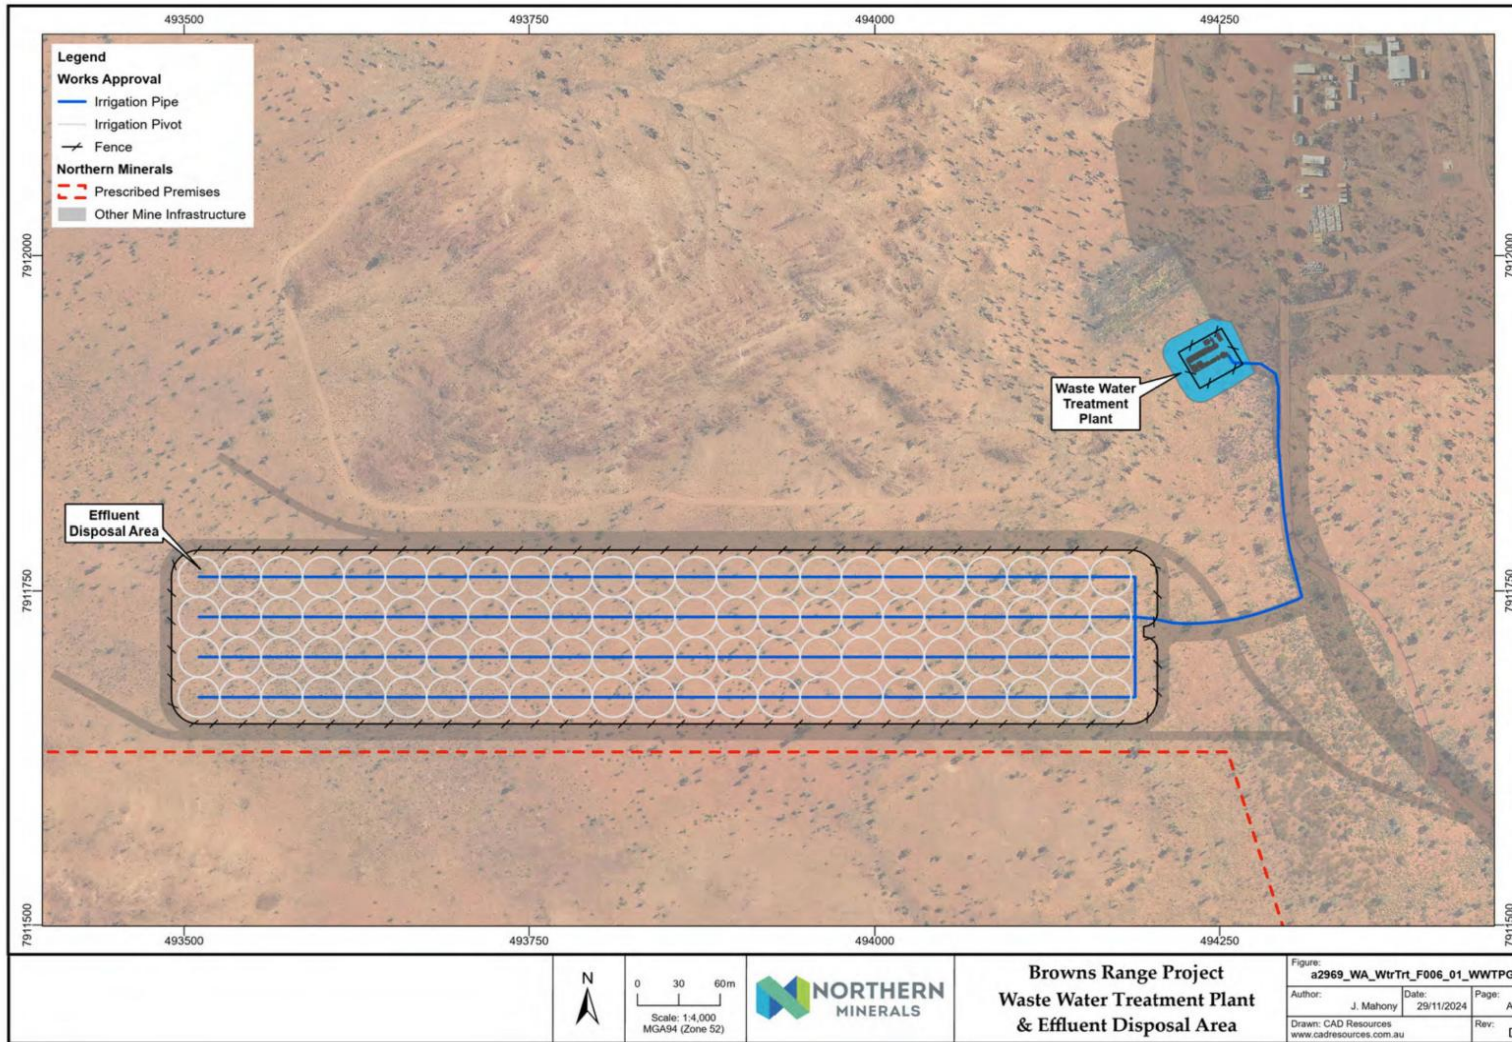 493500
493750
494000
494250
Legend
Works Approval
Irrigation Pipe
Irrigation Pivot
Fence
Northern Minerals
Prescribed Premises
Other Mine Infrastructure
7912000
7912000
Waste Water
Treatment
Plant
Effluent
Disposal Area
7911750
7911750
7911500
7911500
493500
493750
494000
494250
N
0 30 60m
Scale: 1:4,000
MGA94 (Zone 52)
NORTHERN
MINERALS
Browns Range Project
Waste Water Treatment Plant
& Effluent Disposal Area
Figure:
a2969_WA_WtrTrt_F006_01_WWTPG
Author:
J. Mahony
Date:
29/11/2024
Page:
A
Drawn: CAD Resources
www.cadresources.com.au
Rev: